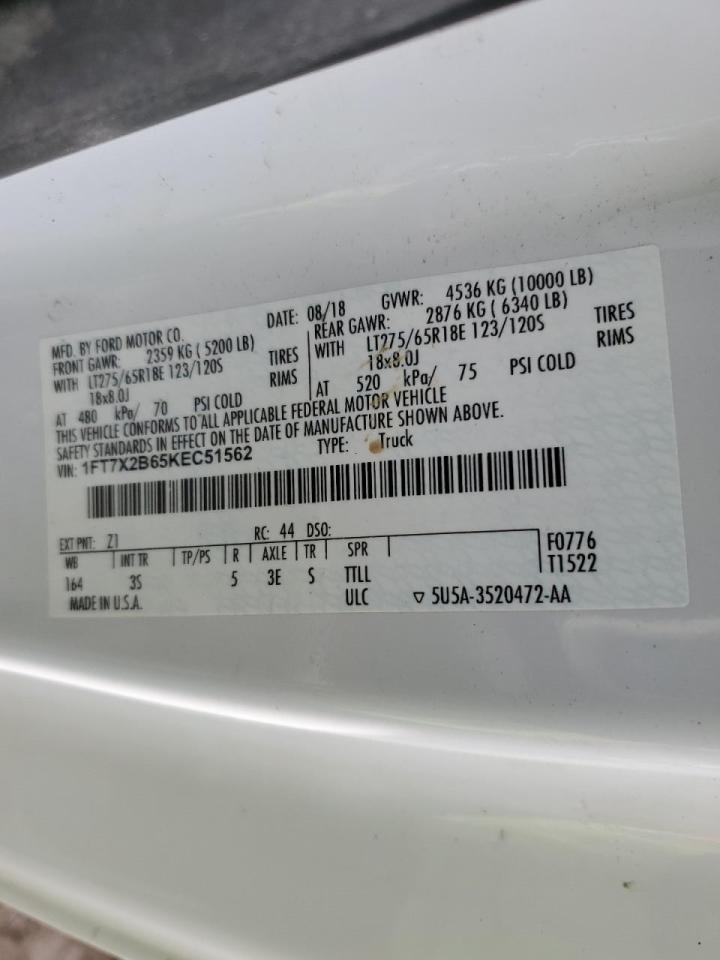 MFD. BY FORD MOTOR CO. DATE: 08/18 GVWR: 4536 KG (10000 LB)
FRONT GAWR: 2359 KG ( 5200 LB) REAR GAWR: 2876 KG ( 6340 LB)
WITH LT275/65R18E 123/120S TIRES WITH LT275/65R18E 123/120S TIRES
18x8.0J RIMS 18x8.0J RIMS
AT 480 kPa/ 70 PSI COLD AT 520 kPa/ 75 PSI COLD
THIS VEHICLE CONFORMS TO ALL APPLICABLE FEDERAL MOTOR VEHICLE
SAFETY STANDARDS IN EFFECT ON THE DATE OF MANUFACTURE SHOWN ABOVE.
VIN: 1FT7X2B65KEC51562 TYPE: Truck
EXT PNT: Z1 RC: 44 DSO: F0776
WB INT TR TP/PS R AXLE TR SPR T1522
164 3S 5 3E S TTLL
MADE IN U.S.A. ULC ▽ 5U5A-3520472-AA